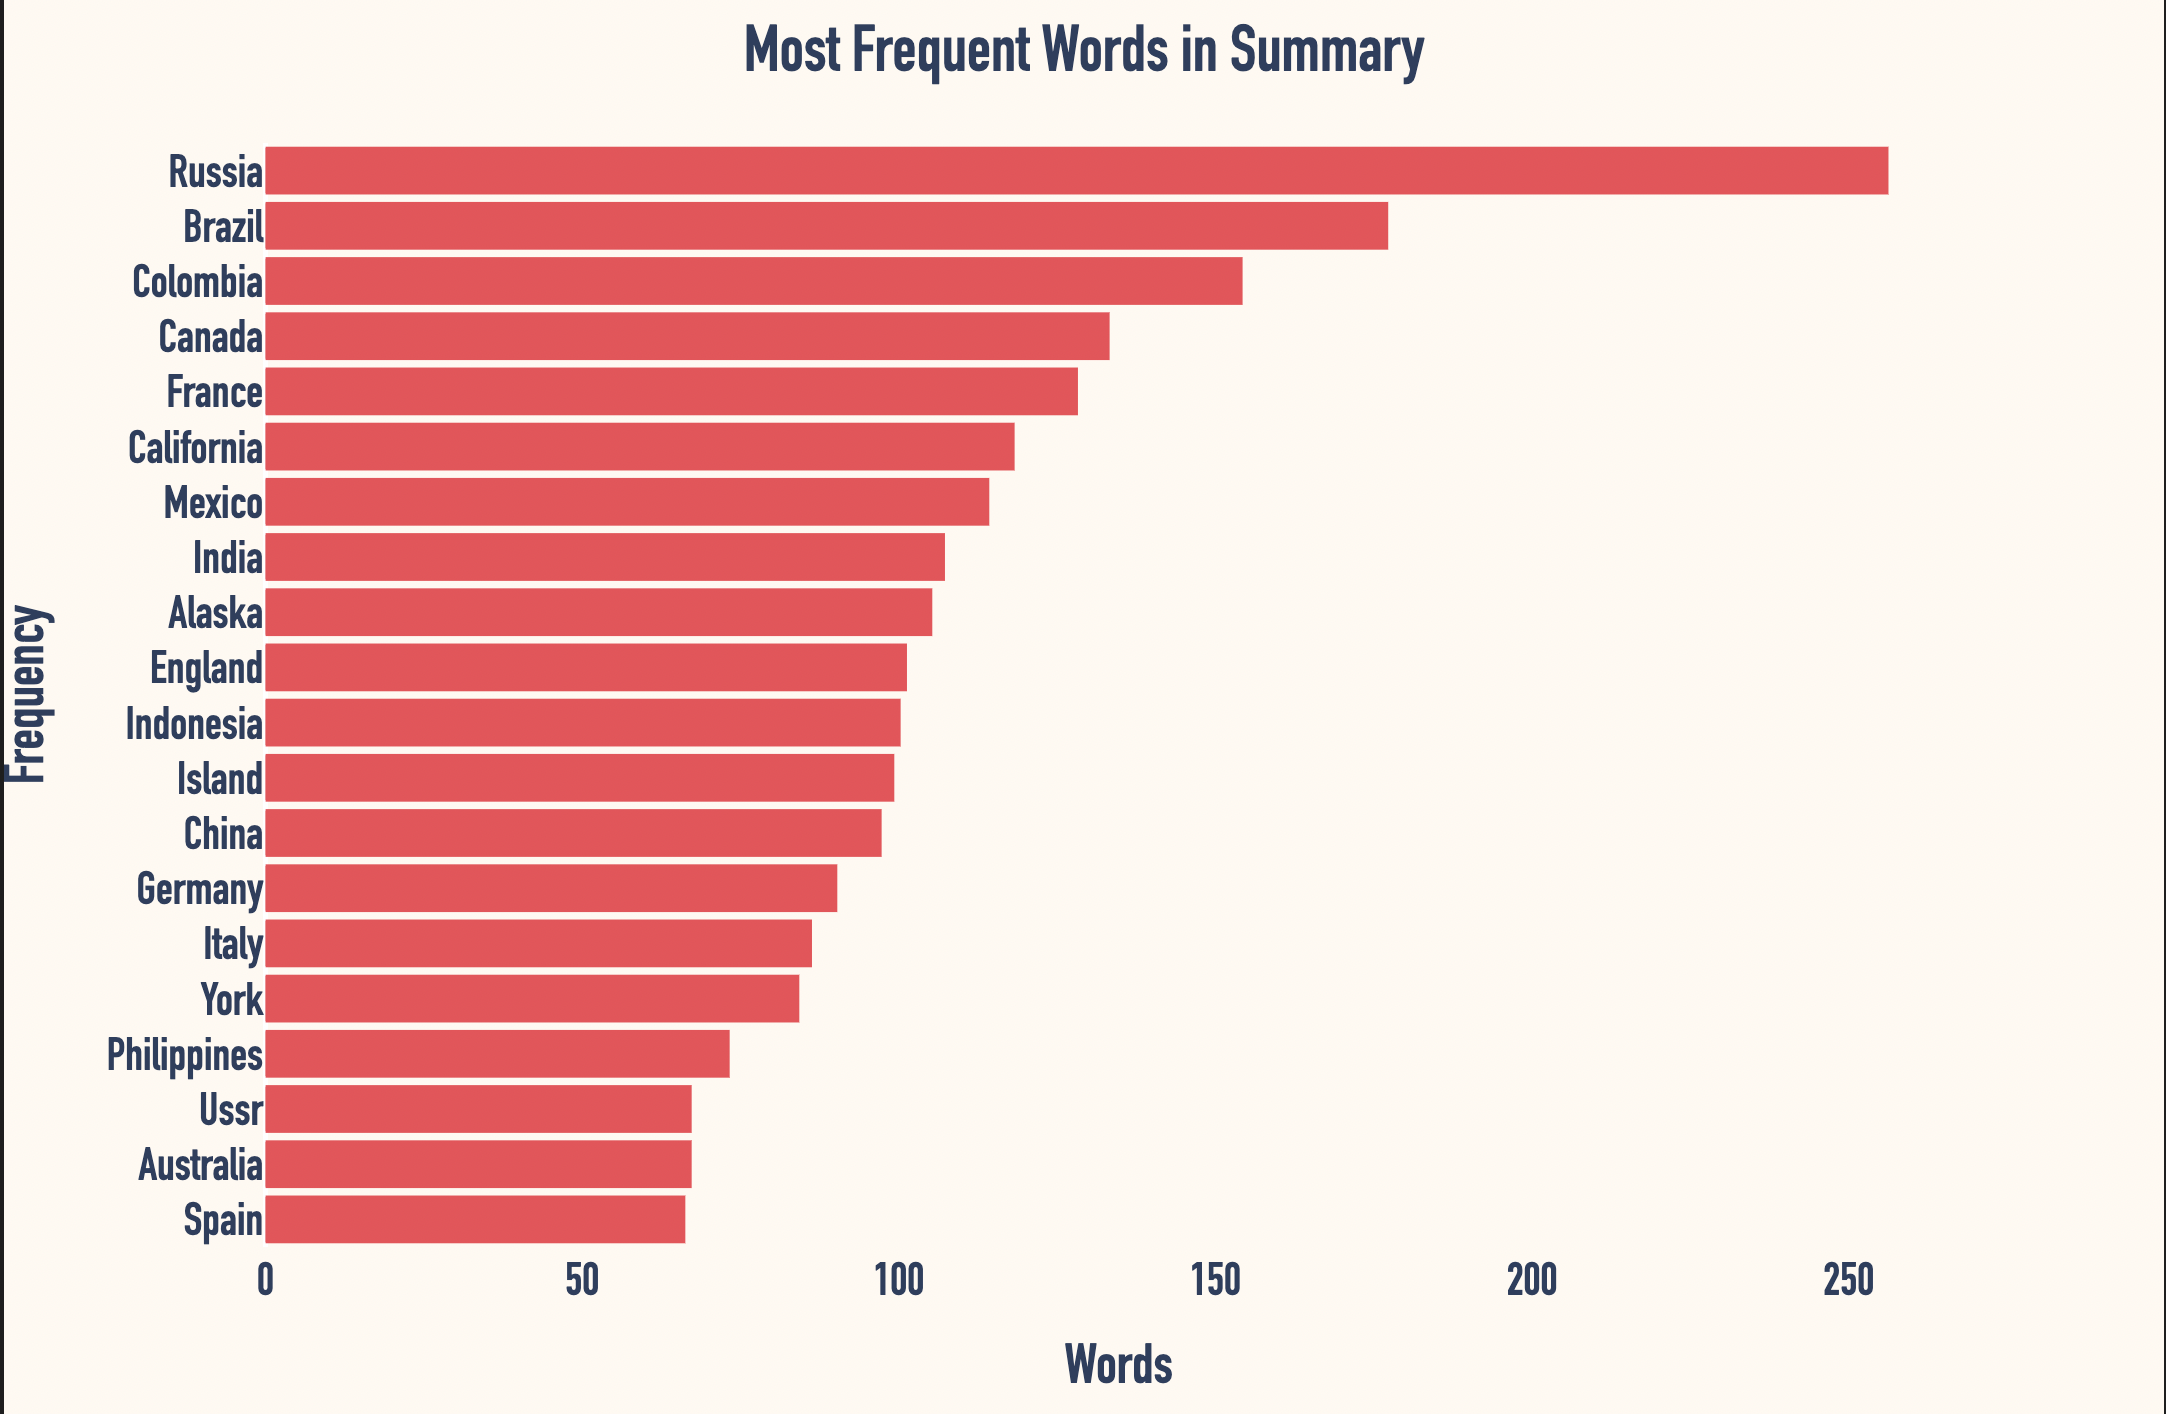 Most Frequent Words in Summary
Frequency
Russia
Brazil
Colombia
Canada
France
California
Mexico
India
Alaska
England
Indonesia
Island
China
Germany
Italy
York
Philippines
Ussr
Australia
Spain
0 50 100 150 200 250
Words